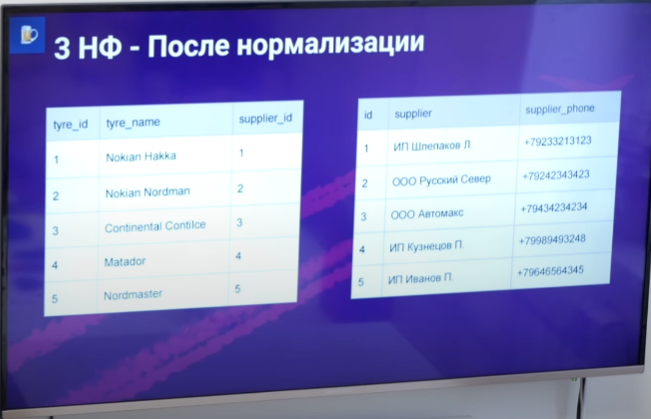 3 НФ - После нормализации
tyre_id tyre_name supplier_id
1 Nokian Hakka 1
2 Nokian Nordman 2
3 Continental ContiIce 3
4 Matador 4
5 Nordmaster 5
id supplier supplier_phone
1 ИП Шлепаков Л. +79233213123
2 ООО Русский Север +79242343423
3 ООО Автомакс +79434234234
4 ИП Кузнецов П. +79989493248
5 ИП Иванов П. +79646564345